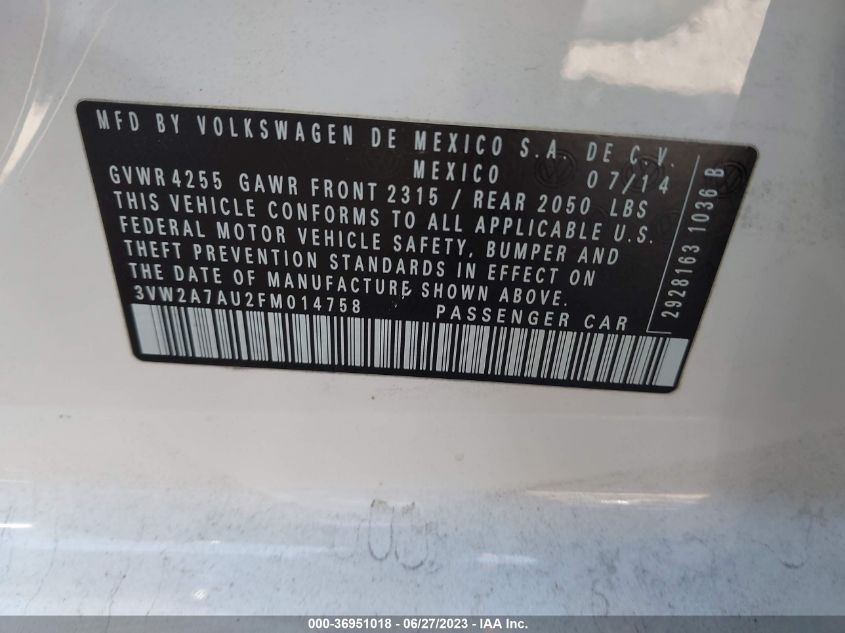 MFD BY VOLKSWAGEN DE MEXICO S.A. DE C.V.
MEXICO 07/14
GVWR 4255 GAWR FRONT 2315 / REAR 2050 LBS
THIS VEHICLE CONFORMS TO ALL APPLICABLE U.S.
FEDERAL MOTOR VEHICLE SAFETY, BUMPER AND
THEFT PREVENTION STANDARDS IN EFFECT ON
THE DATE OF MANUFACTURE SHOWN ABOVE.
3VW2A7AU2FM014758 PASSENGER CAR
2928163 1036 B
000-36951018 - 06/27/2023 - IAA Inc.